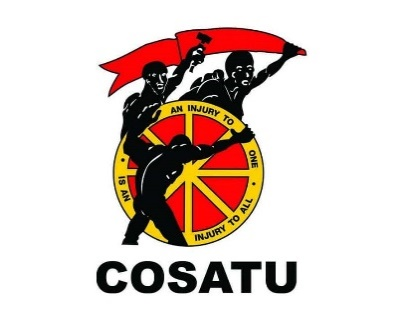 AN INJURY TO
ONE
IS AN
INJURY TO ALL
COSATU